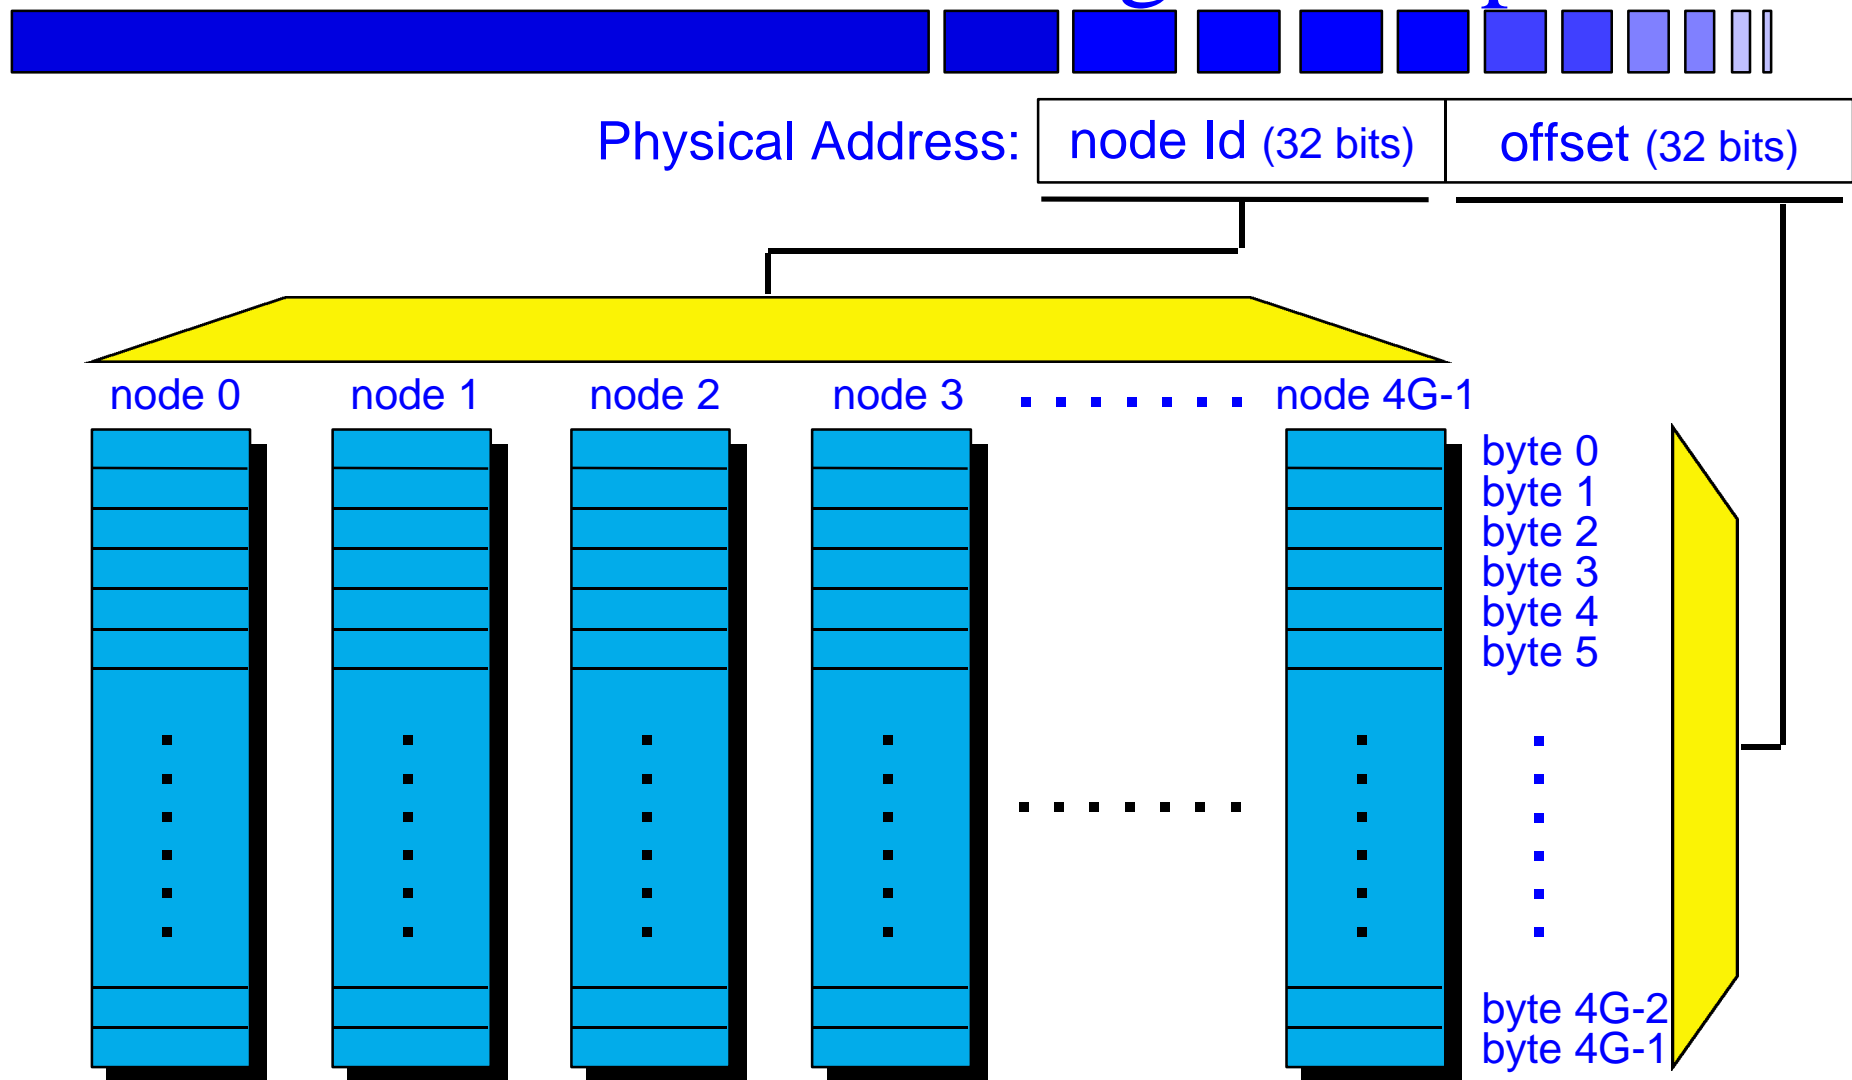 Physical Address: node Id (32 bits) offset (32 bits)
node 0 node 1 node 2 node 3 node 4G-1
byte 0
byte 1
byte 2
byte 3
byte 4
byte 5
byte 4G-2
byte 4G-1